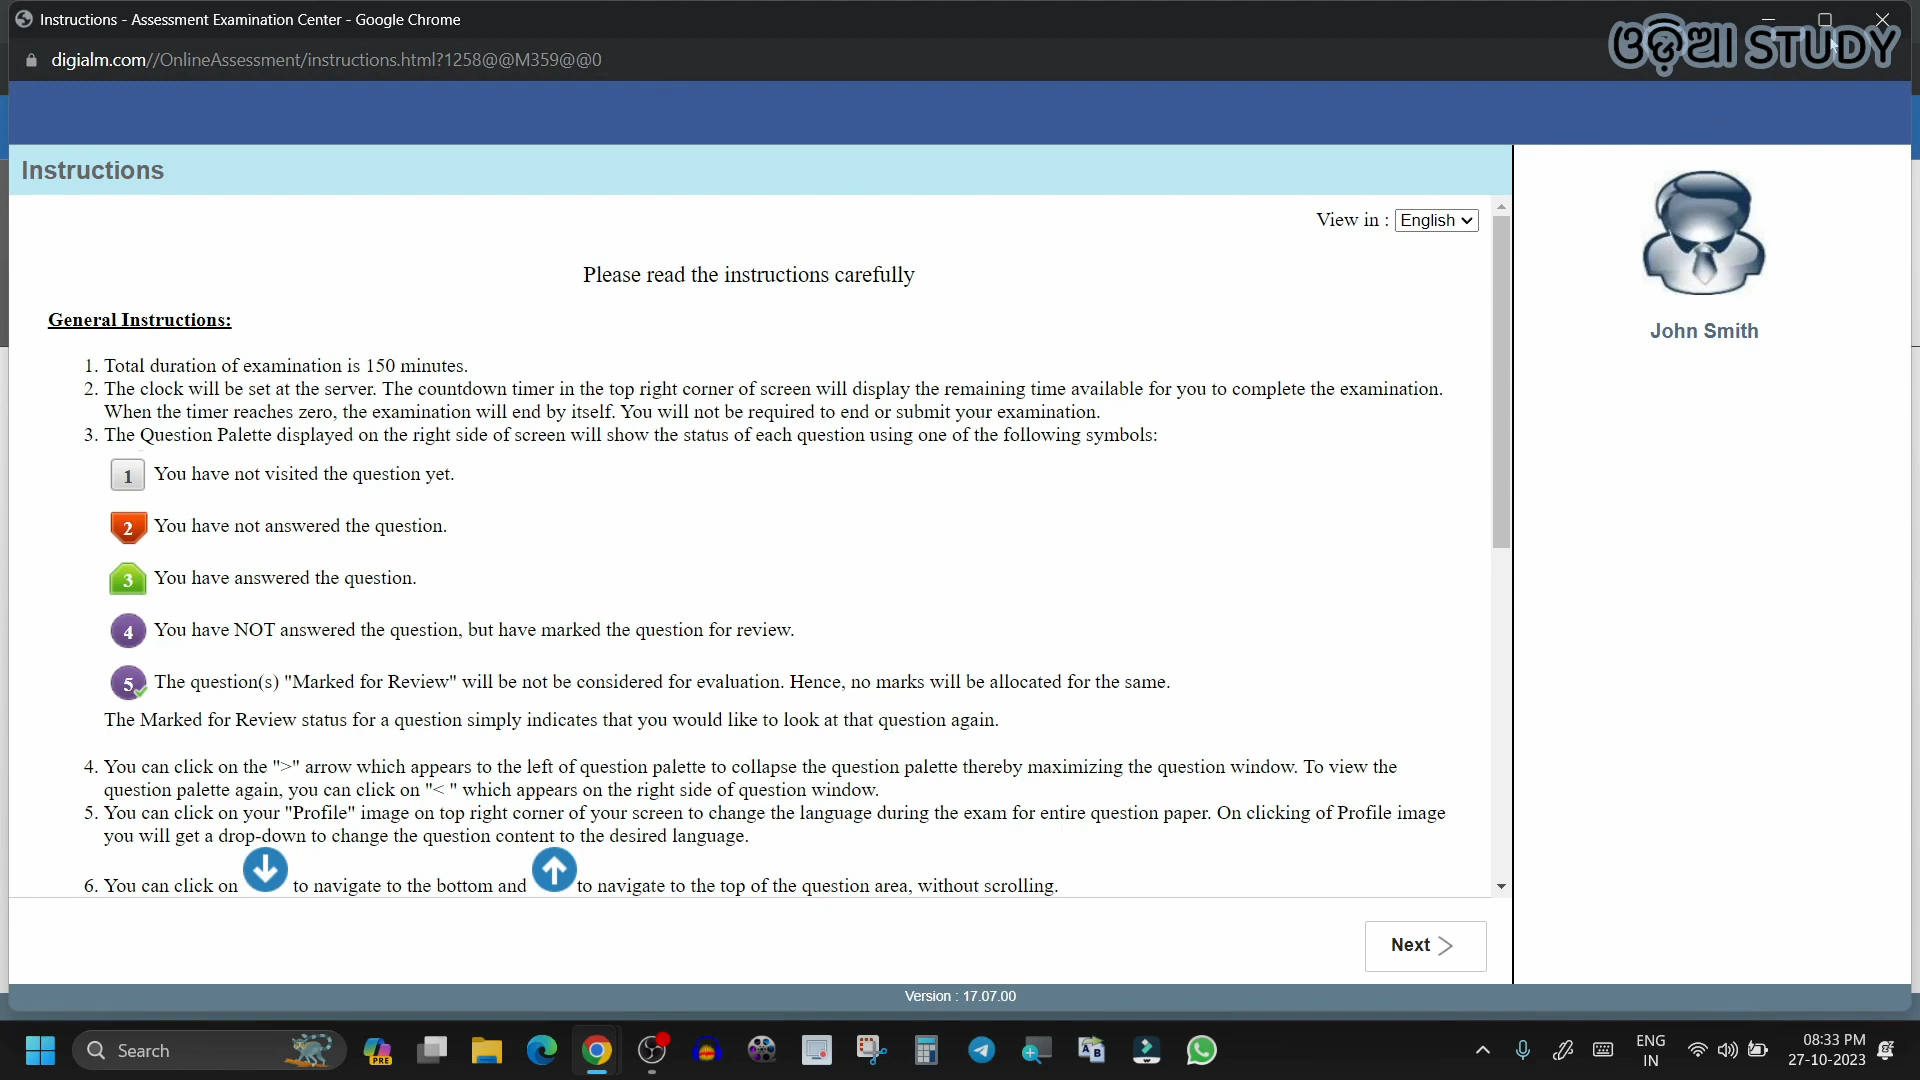 Instructions - Assessment Examination Center - Google Chrome
digialm.com//OnlineAssessment/instructions.html?1258@@M359@@0
ଓଡ଼ିଆ STUDY
Instructions
View in : English
Please read the instructions carefully
General Instructions:
1. Total duration of examination is 150 minutes.
2. The clock will be set at the server. The countdown timer in the top right corner of screen will display the remaining time available for you to complete the examination.
When the timer reaches zero, the examination will end by itself. You will not be required to end or submit your examination.
3. The Question Palette displayed on the right side of screen will show the status of each question using one of the following symbols:
1 You have not visited the question yet.
2 You have not answered the question.
3 You have answered the question.
4 You have NOT answered the question, but have marked the question for review.
5 The question(s) "Marked for Review" will be not be considered for evaluation. Hence, no marks will be allocated for the same.
The Marked for Review status for a question simply indicates that you would like to look at that question again.
4. You can click on the ">" arrow which appears to the left of question palette to collapse the question palette thereby maximizing the question window. To view the
question palette again, you can click on "< " which appears on the right side of question window.
5. You can click on your "Profile" image on top right corner of your screen to change the language during the exam for entire question paper. On clicking of Profile image
you will get a drop-down to change the question content to the desired language.
6. You can click on to navigate to the bottom and to navigate to the top of the question area, without scrolling.
John Smith
Next
Version : 17.07.00
Search
PRE
ENG
IN
08:33 PM
27-10-2023